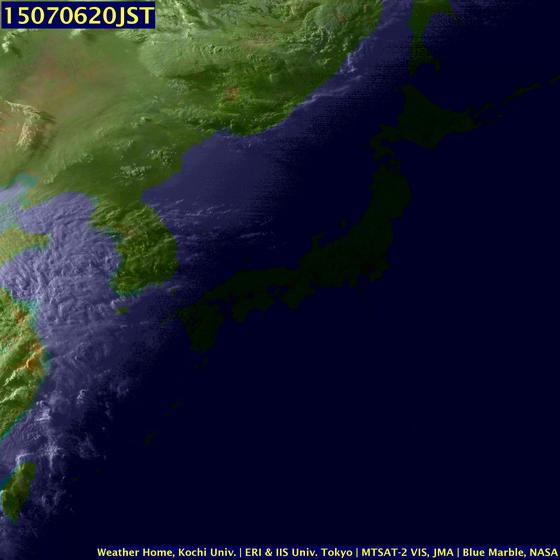 15070620JST
Weather Home, Kochi Univ. | ERI & IIS Univ. Tokyo | MTSAT-2 VIS, JMA | Blue Marble, NASA